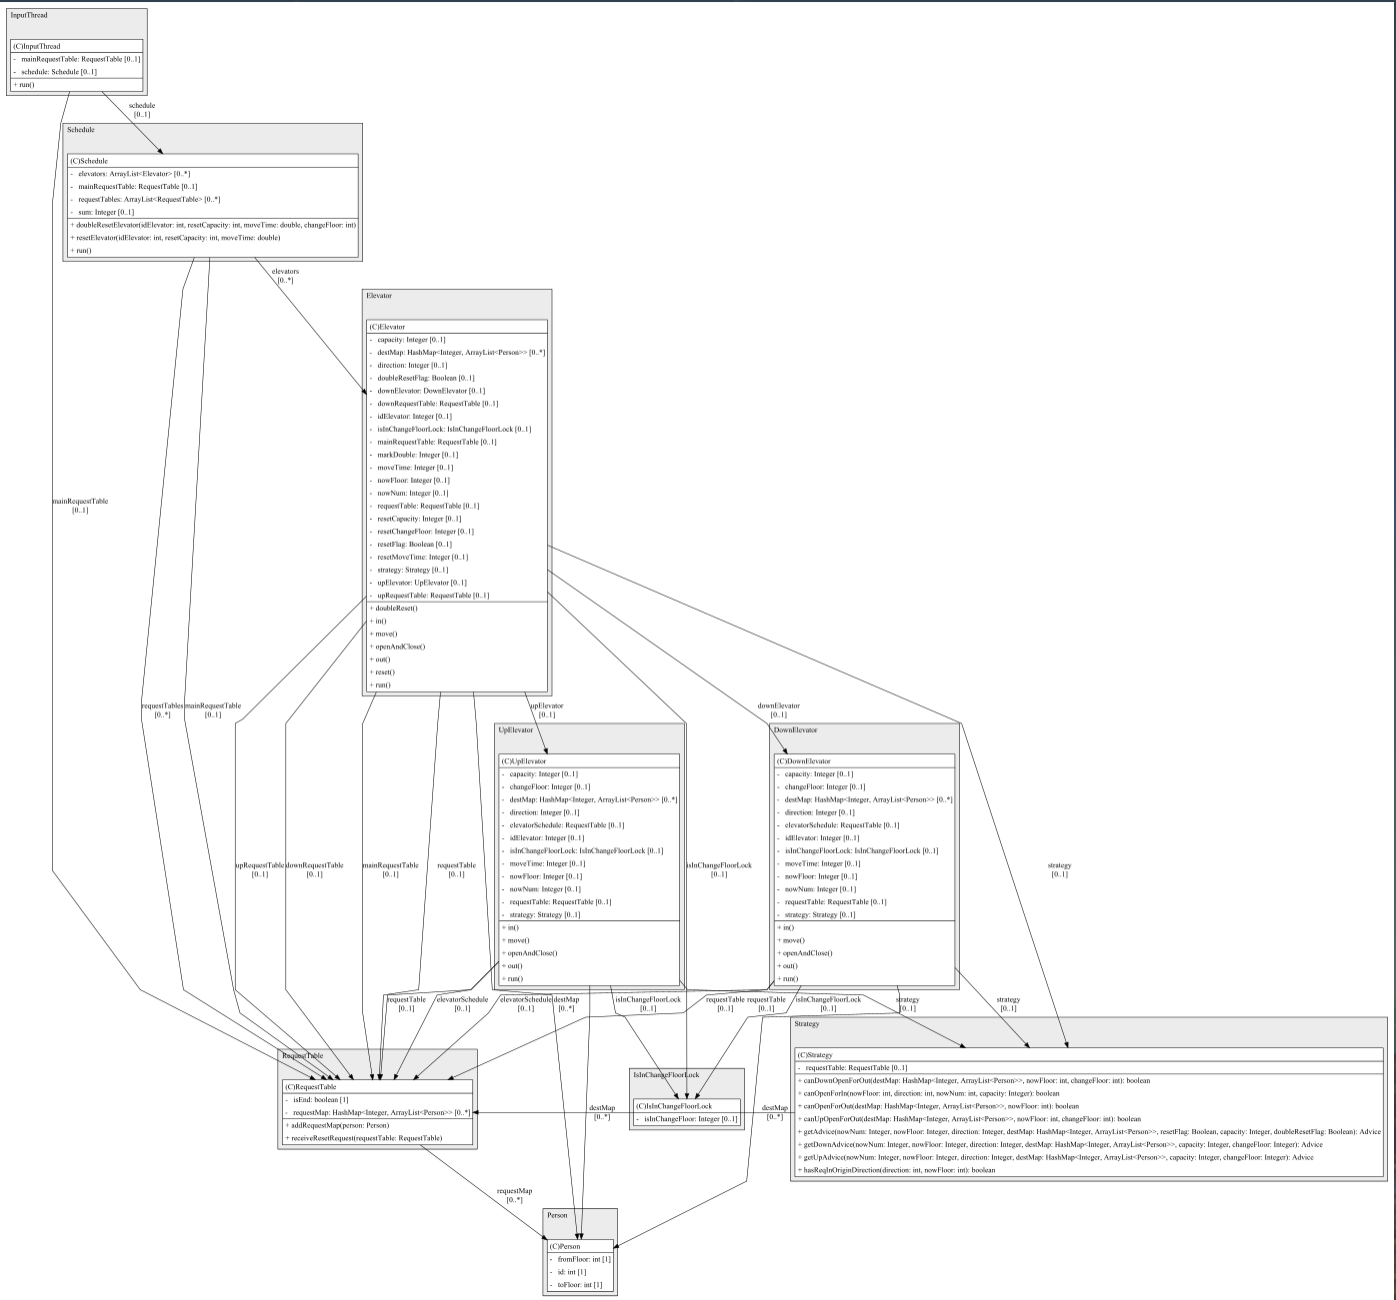 InputThread
(C)InputThread
- mainRequestTable: RequestTable [0..1]
- schedule: Schedule [0..1]
+ run()
schedule
[0..1]
Schedule
(C)Schedule
- elevators: ArrayList<Elevator> [0..*]
- mainRequestTable: RequestTable [0..1]
- requestTables: ArrayList<RequestTable> [0..*]
- sum: Integer [0..1]
+ doubleResetElevator(idElevator: int, resetCapacity: int, moveTime: double, changeFloor: int)
+ resetElevator(idElevator: int, resetCapacity: int, moveTime: double)
+ run()
elevators
[0..*]
Elevator
(C)Elevator
- capacity: Integer [0..1]
- destMap: HashMap<Integer, ArrayList<Person>> [0..*]
- direction: Integer [0..1]
- doubleResetFlag: Boolean [0..1]
- downElevator: DownElevator [0..1]
- downRequestTable: RequestTable [0..1]
- idElevator: Integer [0..1]
- isInChangeFloorLock: IsInChangeFloorLock [0..1]
- mainRequestTable: RequestTable [0..1]
- markDouble: Integer [0..1]
- moveTime: Integer [0..1]
- nowFloor: Integer [0..1]
- nowNum: Integer [0..1]
- requestTable: RequestTable [0..1]
- resetCapacity: Integer [0..1]
- resetChangeFloor: Integer [0..1]
- resetFlag: Boolean [0..1]
- resetMoveTime: Integer [0..1]
- strategy: Strategy [0..1]
- upElevator: UpElevator [0..1]
- upRequestTable: RequestTable [0..1]
+ doubleReset()
+ in()
+ move()
+ openAndClose()
+ out()
+ reset()
+ run()
mainRequestTable
[0..1]
requestTables mainRequestTable
[0..*] [0..1]
upElevator
[0..1]
downElevator
[0..1]
UpElevator
(C)UpElevator
- capacity: Integer [0..1]
- changeFloor: Integer [0..1]
- destMap: HashMap<Integer, ArrayList<Person>> [0..*]
- direction: Integer [0..1]
- elevatorSchedule: RequestTable [0..1]
- idElevator: Integer [0..1]
- isInChangeFloorLock: IsInChangeFloorLock [0..1]
- moveTime: Integer [0..1]
- nowFloor: Integer [0..1]
- nowNum: Integer [0..1]
- requestTable: RequestTable [0..1]
- strategy: Strategy [0..1]
+ in()
+ move()
+ openAndClose()
+ out()
+ run()
DownElevator
(C)DownElevator
- capacity: Integer [0..1]
- changeFloor: Integer [0..1]
- destMap: HashMap<Integer, ArrayList<Person>> [0..*]
- direction: Integer [0..1]
- elevatorSchedule: RequestTable [0..1]
- idElevator: Integer [0..1]
- isInChangeFloorLock: IsInChangeFloorLock [0..1]
- moveTime: Integer [0..1]
- nowFloor: Integer [0..1]
- nowNum: Integer [0..1]
- requestTable: RequestTable [0..1]
- strategy: Strategy [0..1]
+ in()
+ move()
+ openAndClose()
+ out()
+ run()
upRequestTable downRequestTable mainRequestTable requestTable isInChangeFloorLock strategy
[0..1] [0..1] [0..1] [0..1] [0..1] [0..1]
requestTable elevatorSchedule elevatorSchedule destMap isInChangeFloorLock requestTable requestTable isInChangeFloorLock strategy strategy
[0..1] [0..1] [0..1] [0..*] [0..1] [0..1] [0..1] [0..1] [0..1] [0..1]
Strategy
(C)Strategy
- requestTable: RequestTable [0..1]
+ canDownOpenForOut(destMap: HashMap<Integer, ArrayList<Person>>, nowFloor: int, changeFloor: int): boolean
+ canOpenForIn(nowFloor: int, direction: int, nowNum: int, capacity: Integer): boolean
+ canOpenForOut(destMap: HashMap<Integer, ArrayList<Person>>, nowFloor: int): boolean
+ canUpOpenForOut(destMap: HashMap<Integer, ArrayList<Person>>, nowFloor: int, changeFloor: int): boolean
+ getAdvice(nowNum: Integer, nowFloor: Integer, direction: Integer, destMap: HashMap<Integer, ArrayList<Person>>, resetFlag: Boolean, capacity: Integer, doubleResetFlag: Boolean): Advice
+ getDownAdvice(nowNum: Integer, nowFloor: Integer, direction: Integer, destMap: HashMap<Integer, ArrayList<Person>>, capacity: Integer, changeFloor: Integer): Advice
+ getUpAdvice(nowNum: Integer, nowFloor: Integer, direction: Integer, destMap: HashMap<Integer, ArrayList<Person>>, capacity: Integer, changeFloor: Integer): Advice
+ hasReqInOriginDirection(direction: int, nowFloor: int): boolean
RequestTable
(C)RequestTable
- isEnd: boolean [1]
- requestMap: HashMap<Integer, ArrayList<Person>> [0..*]
+ addRequestMap(person: Person)
+ receiveResetRequest(requestTable: RequestTable)
IsInChangeFloorLock
(C)IsInChangeFloorLock
- isInChangeFloor: Integer [0..1]
destMap
[0..*]
destMap
[0..*]
requestMap
[0..*]
Person
(C)Person
- fromFloor: int [1]
- id: int [1]
- toFloor: int [1]